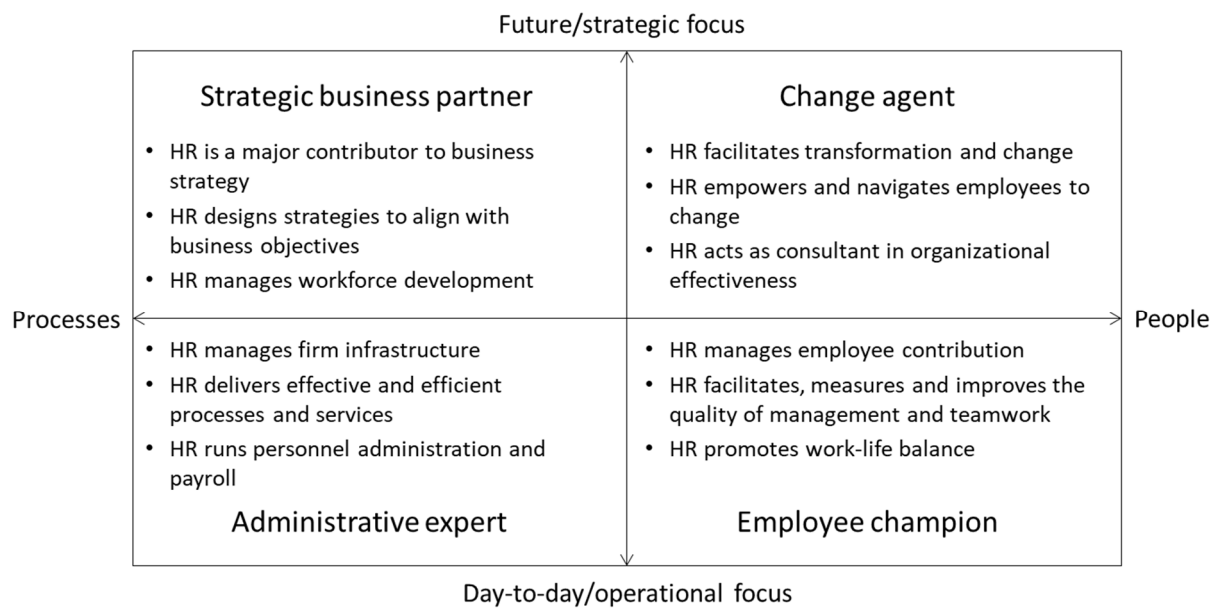 Future/strategic focus
Strategic business partner
• HR is a major contributor to business
strategy
• HR designs strategies to align with
business objectives
• HR manages workforce development
Change agent
• HR facilitates transformation and change
• HR empowers and navigates employees to
change
• HR acts as consultant in organizational
effectiveness
Processes
People
• HR manages firm infrastructure
• HR delivers effective and efficient
processes and services
• HR runs personnel administration and
payroll
Administrative expert
• HR manages employee contribution
• HR facilitates, measures and improves the
quality of management and teamwork
• HR promotes work-life balance
Employee champion
Day-to-day/operational focus